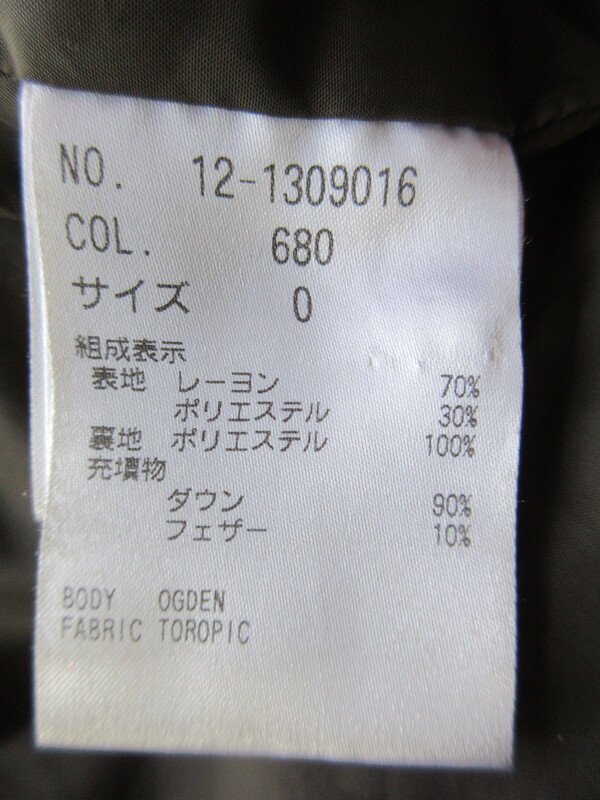 NO. 12-1309016
COL. 680
サイズ 0
組成表示
表地 レーヨン 70%
ポリエステル 30%
裏地 ポリエステル 100%
充填物
ダウン 90%
フェザー 10%
BODY OGDEN
FABRIC TOROPIC